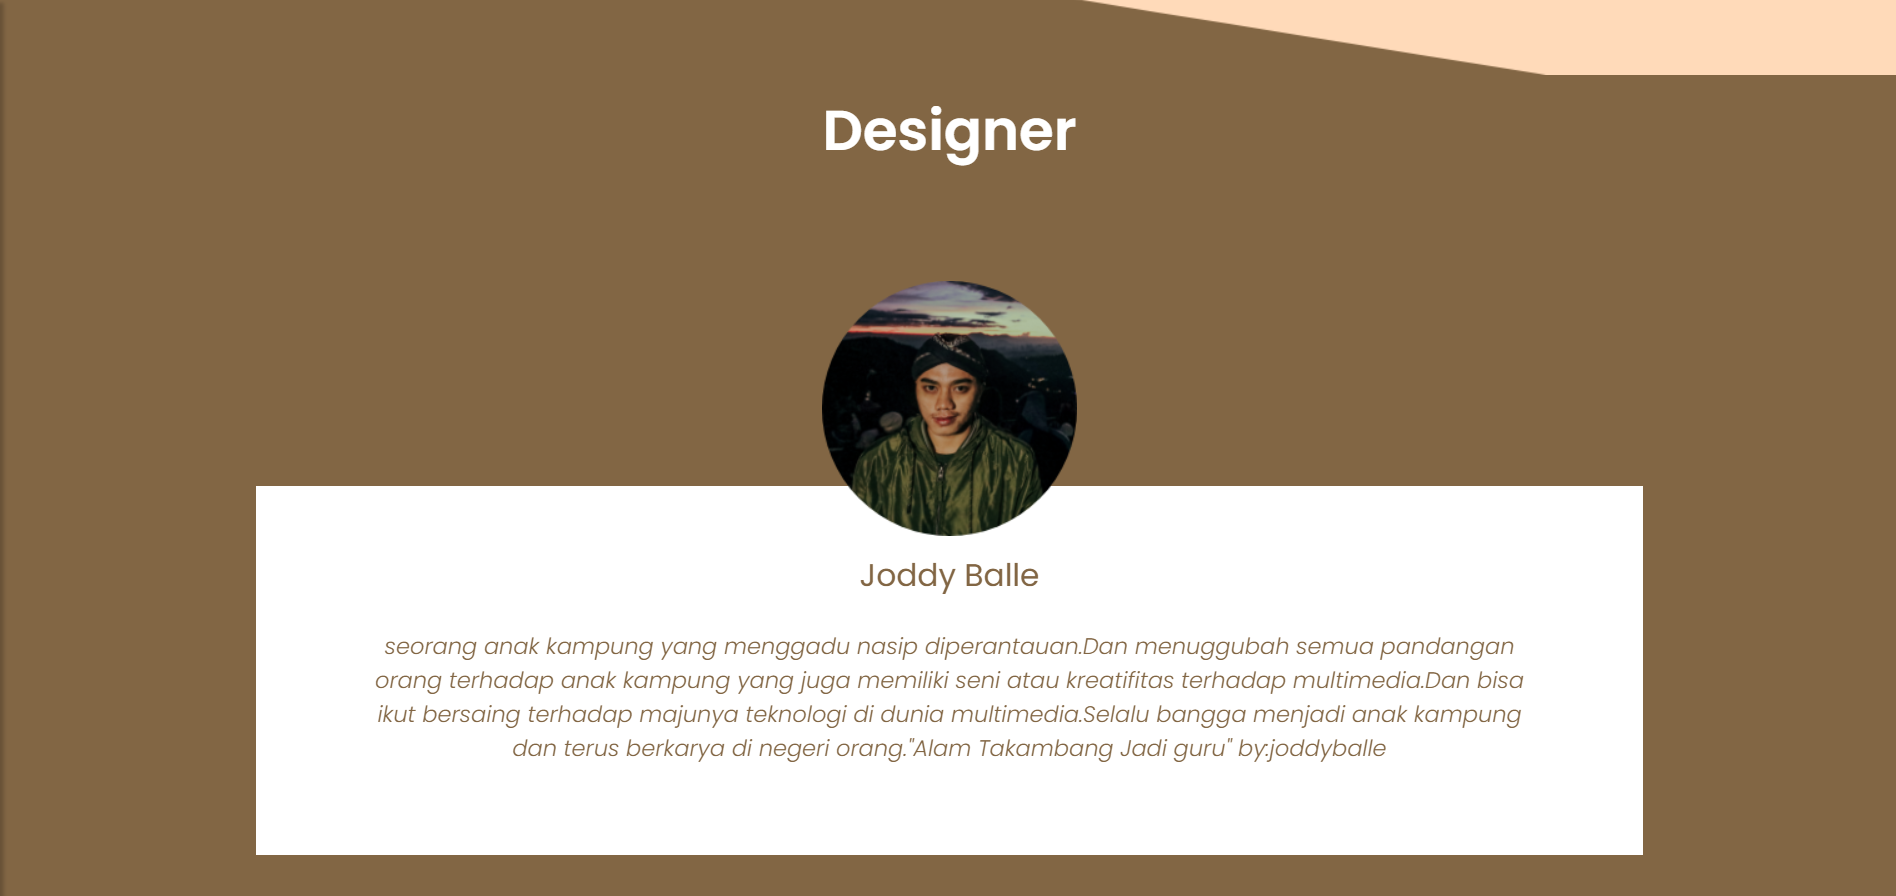 Designer
Joddy Balle
seorang anak kampung yang menggadu nasip diperantauan.Dan menuggubah semua pandangan
orang terhadap anak kampung yang juga memiliki seni atau kreatifitas terhadap multimedia.Dan bisa
ikut bersaing terhadap majunya teknologi di dunia multimedia.Selalu bangga menjadi anak kampung
dan terus berkarya di negeri orang."Alam Takambang Jadi guru" by:joddyballe